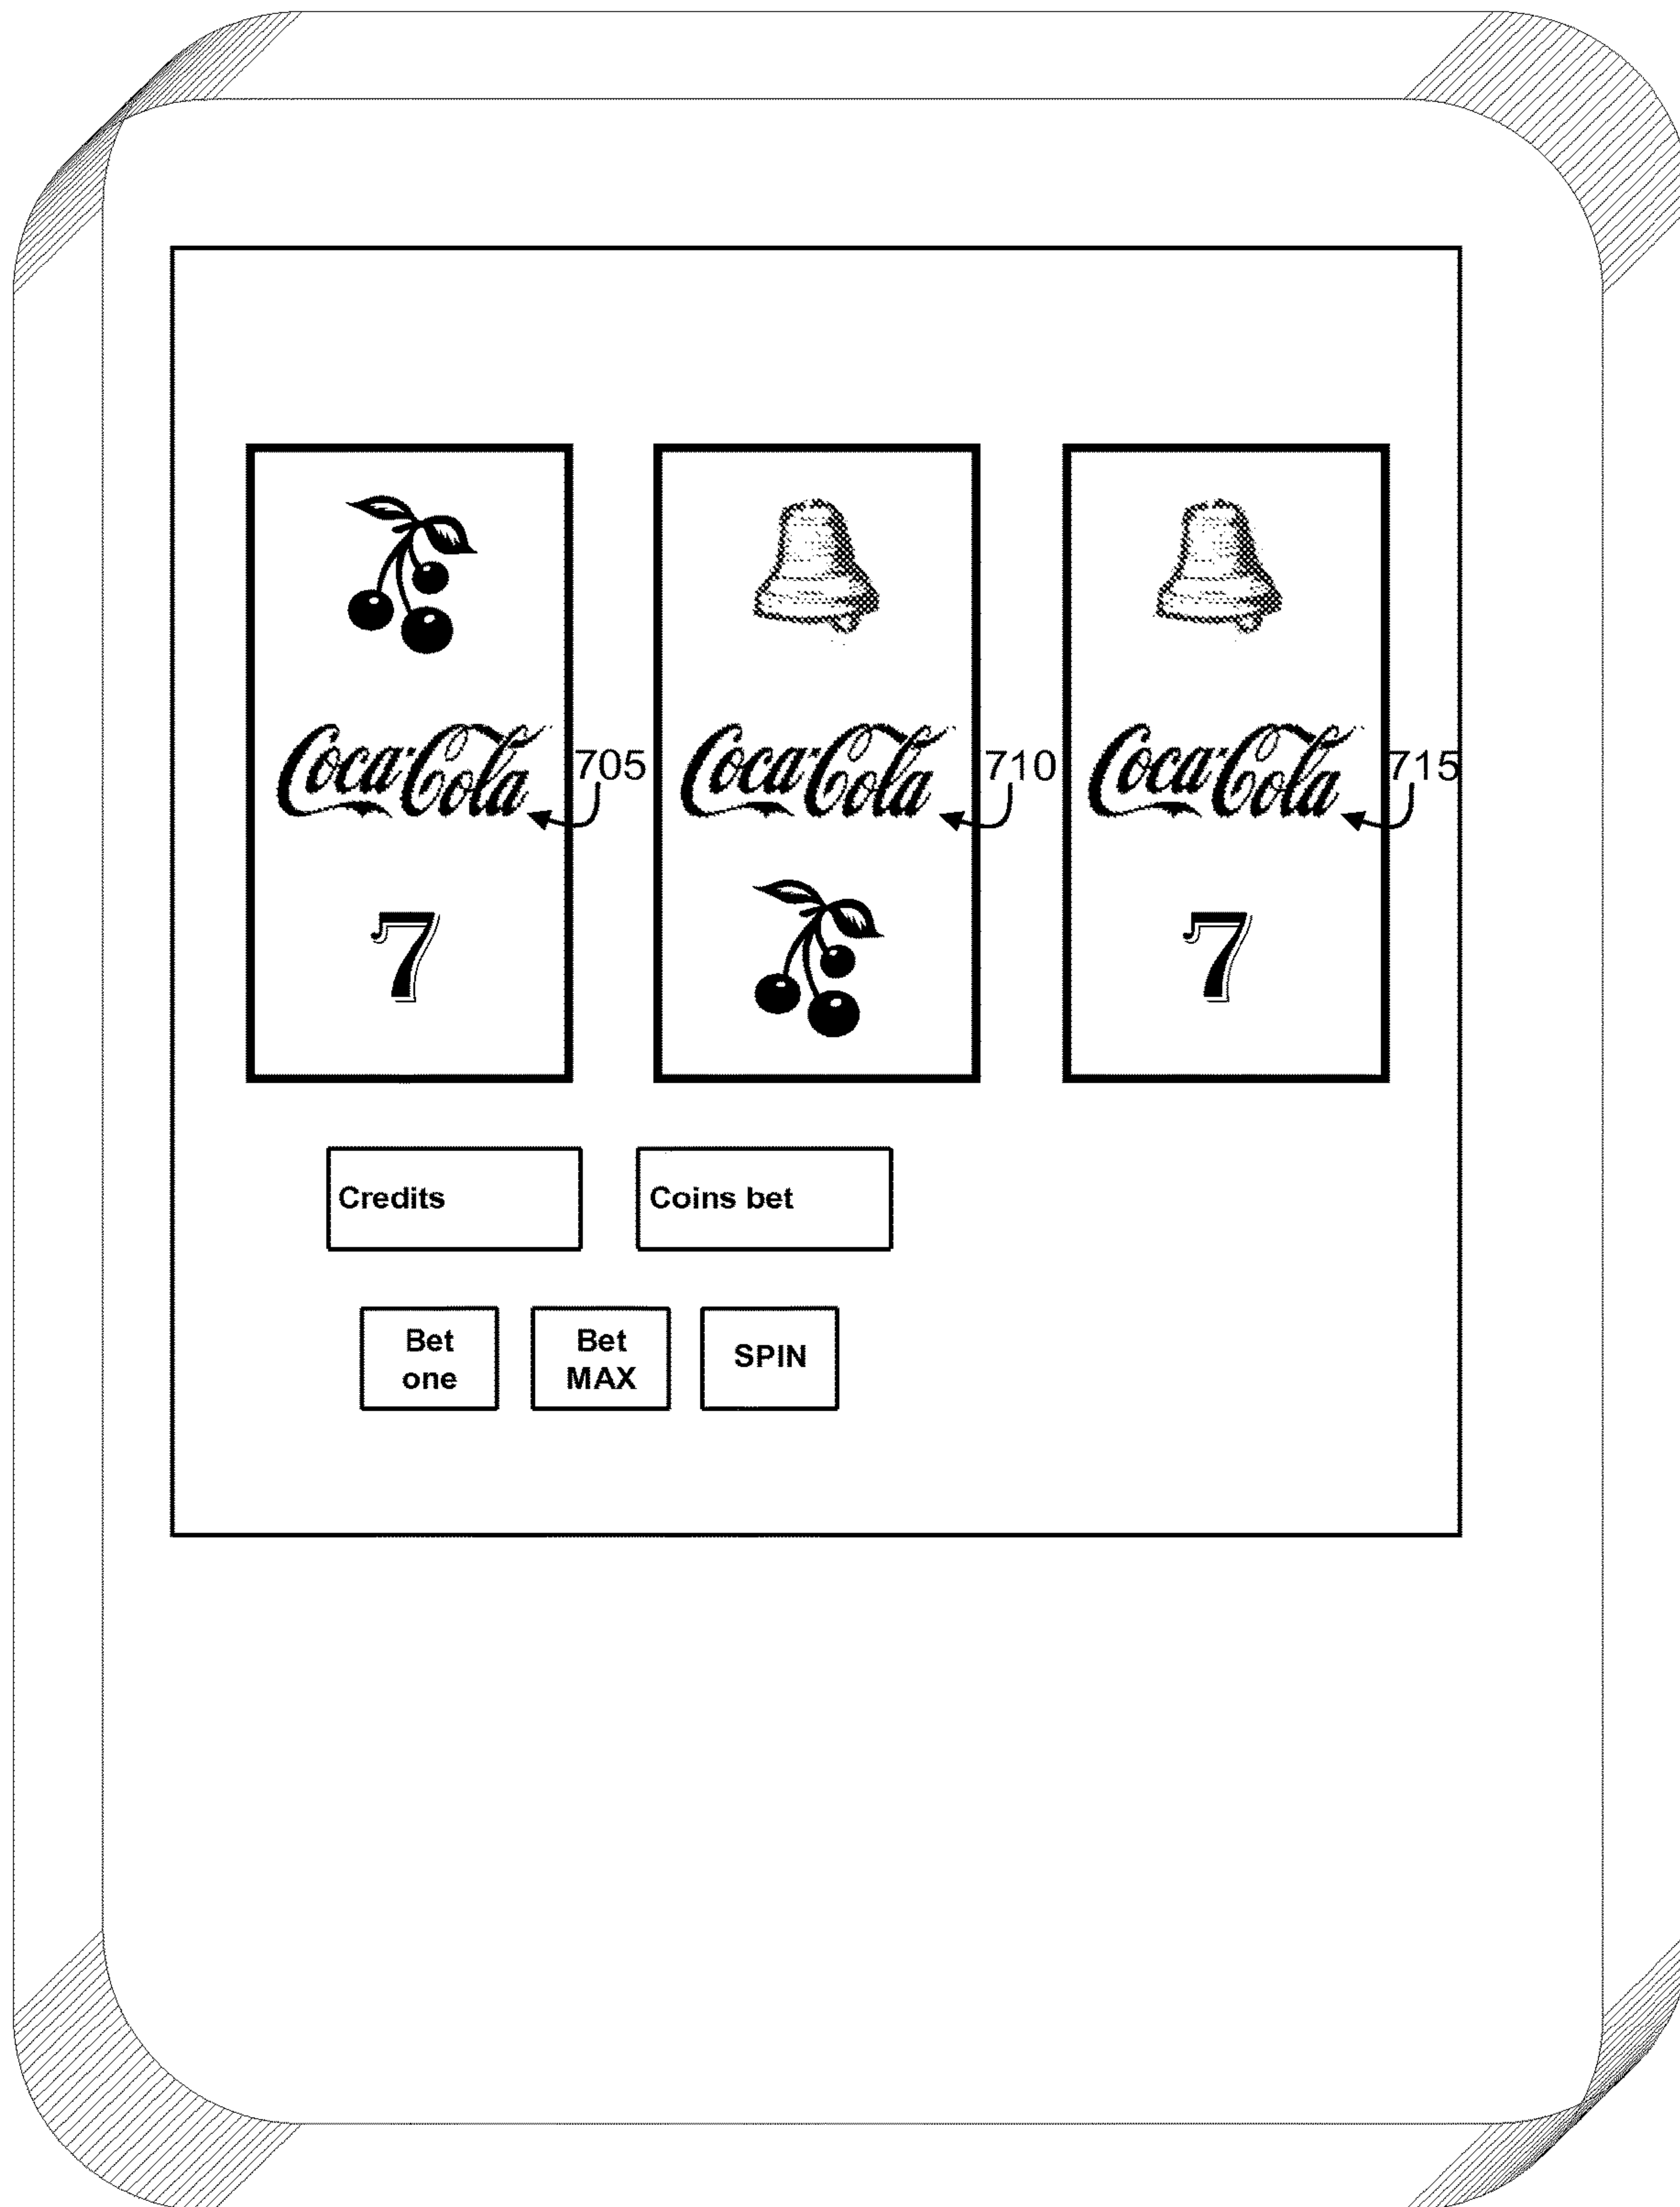 Coca-Cola 705 Coca-Cola 710 Coca-Cola 715
7 7
Credits Coins bet
Bet Bet SPIN
one MAX